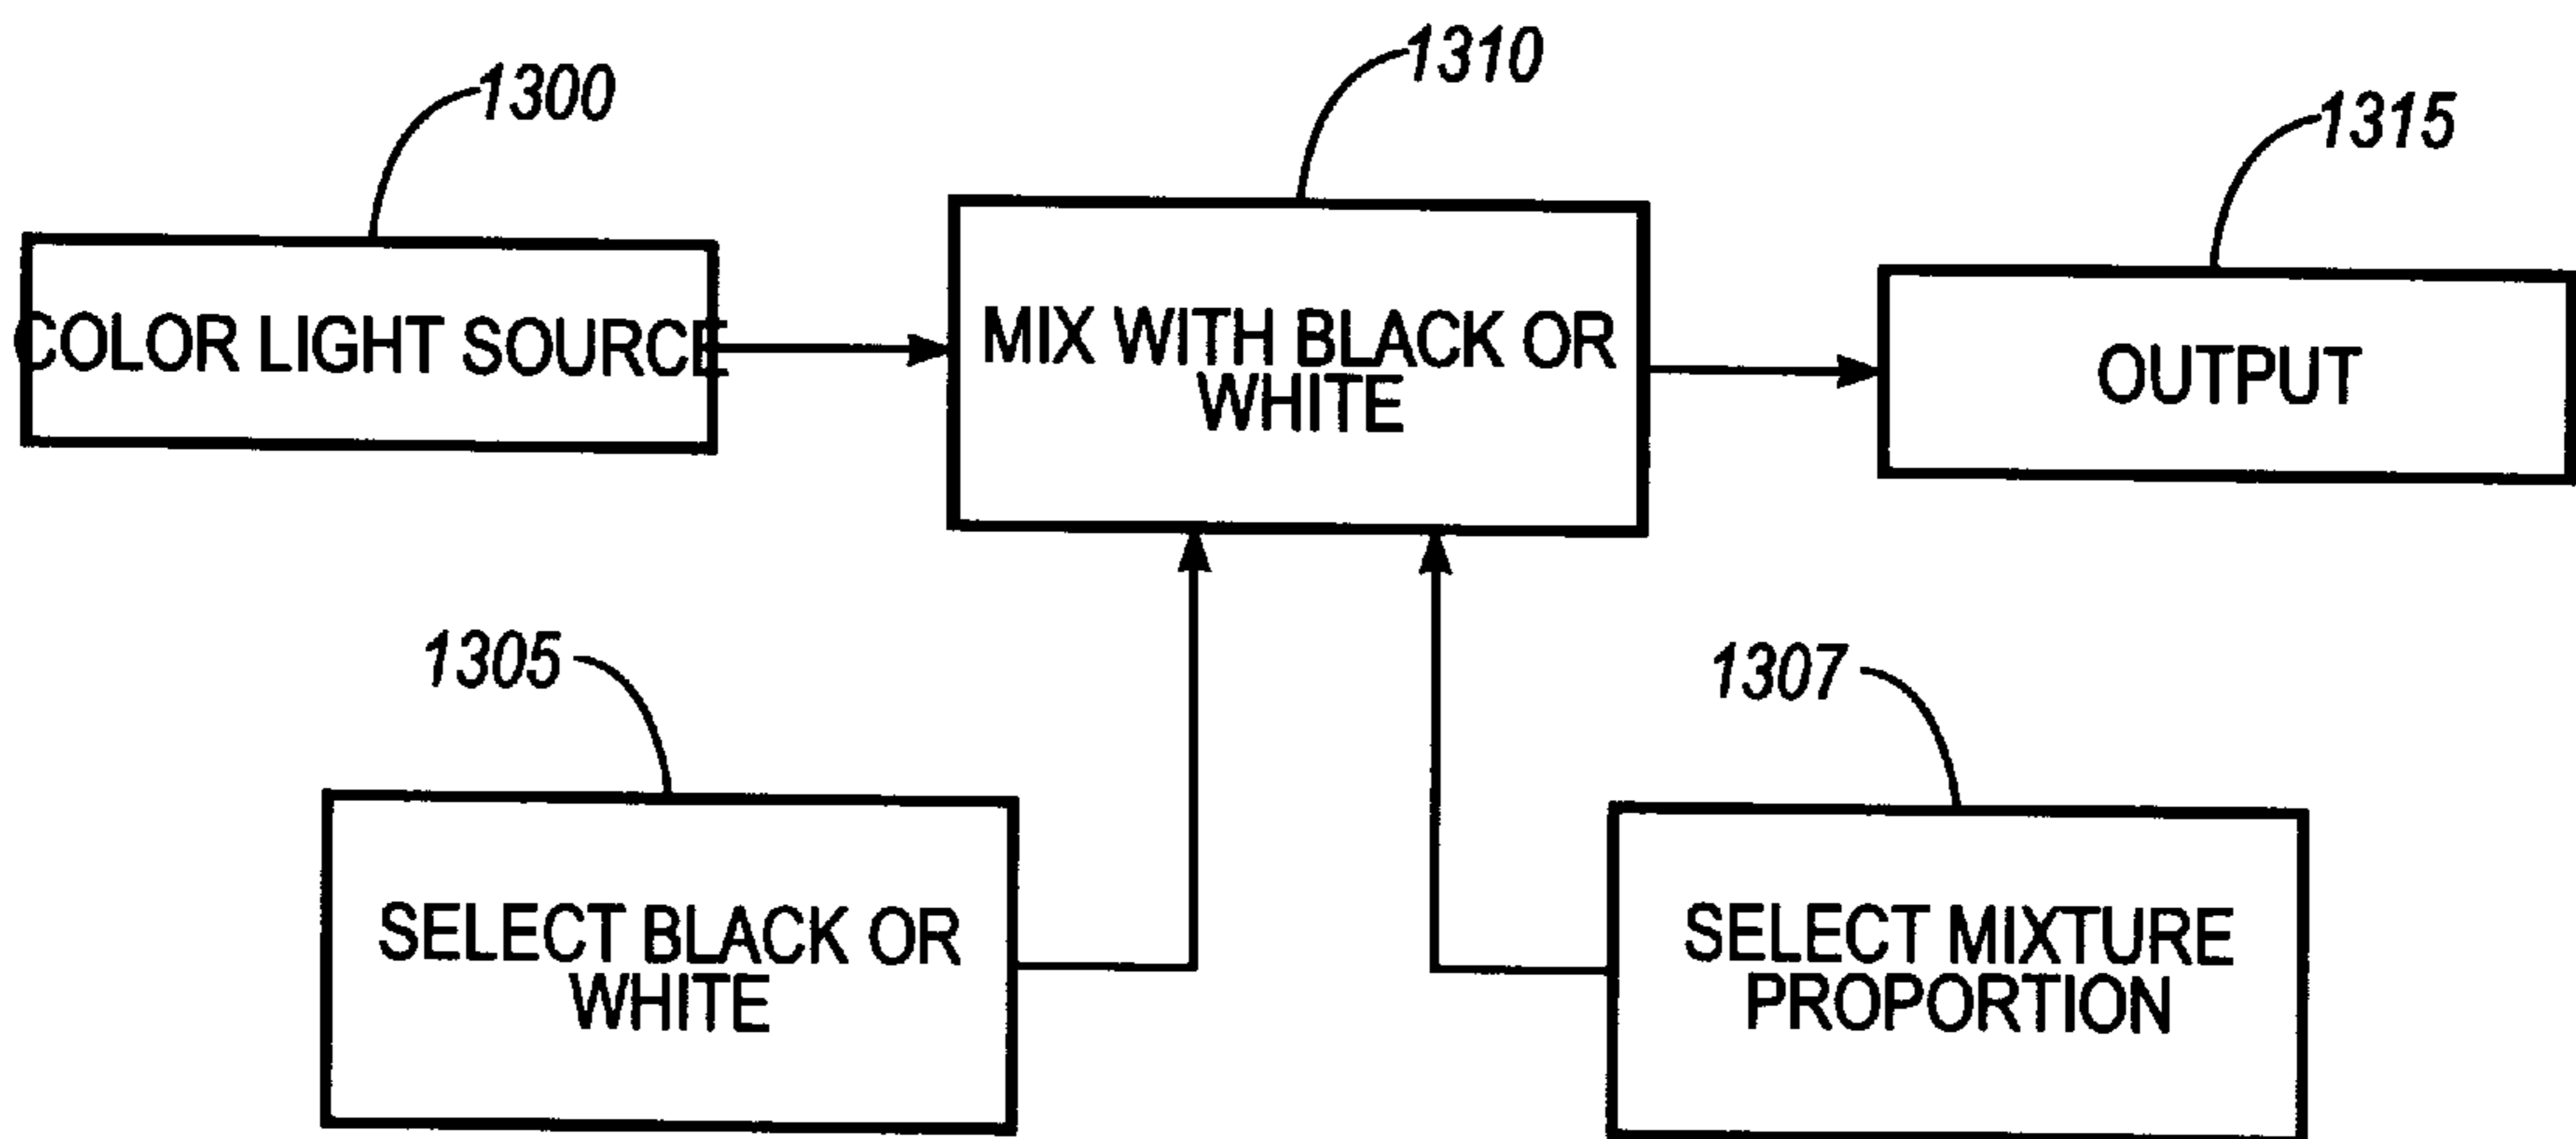 1300
1310
1315
COLOR LIGHT SOURCE
MIX WITH BLACK OR
WHITE
OUTPUT
1305
1307
SELECT BLACK OR
WHITE
SELECT MIXTURE
PROPORTION